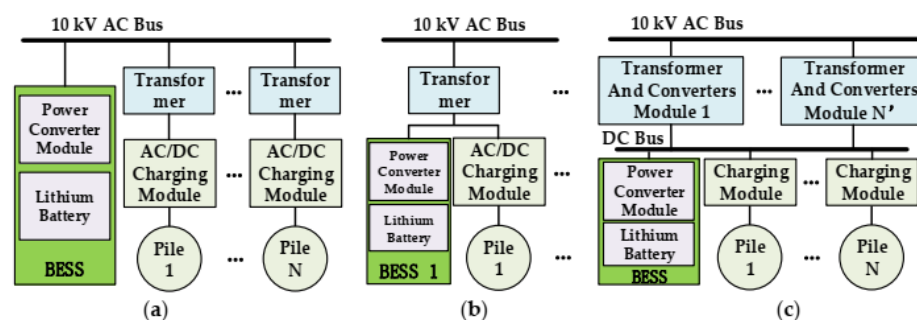 10 kV AC Bus
Transfor
mer
...
Transfor
mer
Power
Converter
Module
Lithium
Battery
BESS
AC/DC
Charging
Module
...
AC/DC
Charging
Module
Pile
1
...
Pile
N
(a)
10 kV AC Bus
Transfor
mer
...
Power
Converter
Module
Lithium
Battery
BESS 1
AC/DC
Charging
Module
...
Pile
1
...
(b)
10 kV AC Bus
Transformer
And Converters
Module 1
...
Transformer
And Converters
Module N'
DC Bus
Power
Converter
Module
Lithium
Battery
BESS
Charging
Module
...
Charging
Module
Pile
1
...
Pile
N
(c)